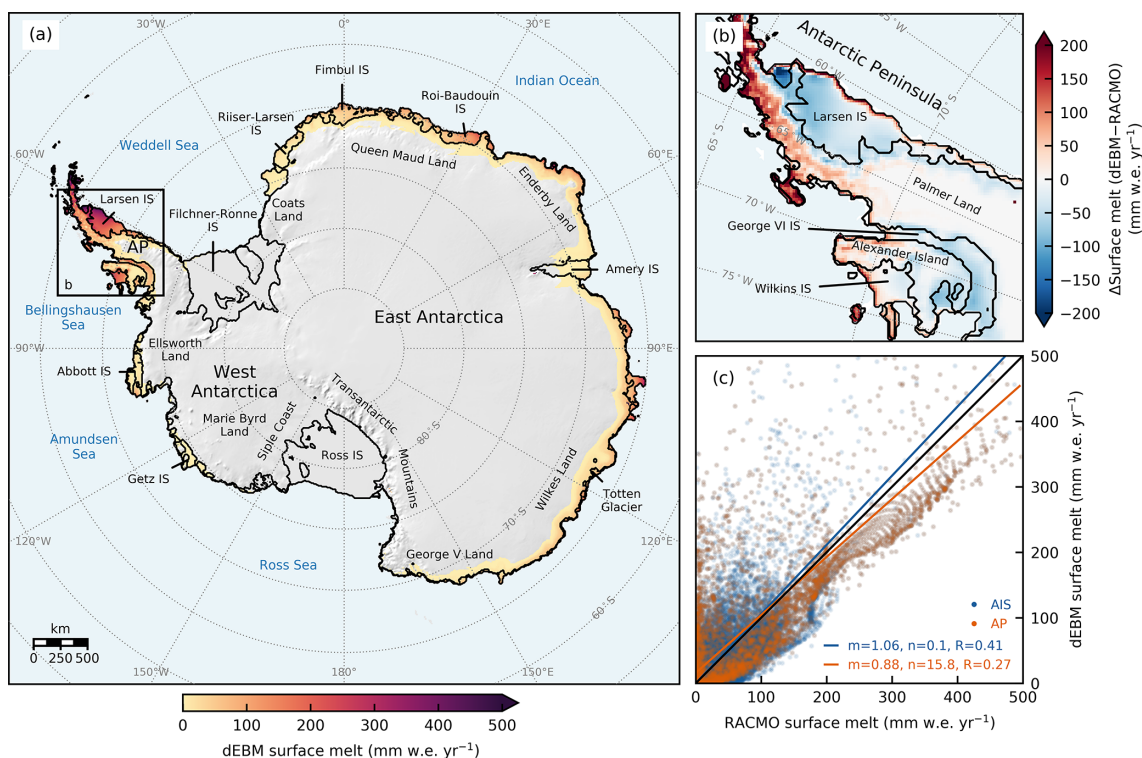 (a)
30°W
0°
30°E
Fimbul IS
Indian Ocean
Roi-Baudouin
IS
Riiser-Larsen
IS
Weddell Sea
Queen Maud Land
60°W
60°E
Enderby Land
Larsen IS
Filchner-Ronne
IS
Coats
Land
AP
b
Amery IS
Bellingshausen
Sea
East Antarctica
90°W
90°E
Ellsworth
Land
Abbott IS
West
Antarctica
Transantarctic
Mountains
Marie Byrd
Land
Siple Coast
Amundsen
Sea
80°S
Ross IS
Getz IS
Wilkes Land
Totten
Glacier
70°S
120°W
120°E
George V Land
Ross Sea
60°S
km
0 250 500
150°W
180°
150°E
0 100 200 300 400 500
dEBM surface melt (mm w.e. yr−1)
(b)
Antarctic Peninsula
55°W
60°W
65°W
65°S
70°S
Larsen IS
Palmer Land
70°W
George VI IS
Alexander Island
75°W
Wilkins IS
200
150
100
50
0
−50
−100
−150
−200
ΔSurface melt (dEBM−RACMO)
(mm w.e. yr−1)
(c)
500
400
300
200
100
0
dEBM surface melt (mm w.e. yr−1)
AIS
AP
m=1.06, n=0.1, R=0.41
m=0.88, n=15.8, R=0.27
0 100 200 300 400 500
RACMO surface melt (mm w.e. yr−1)